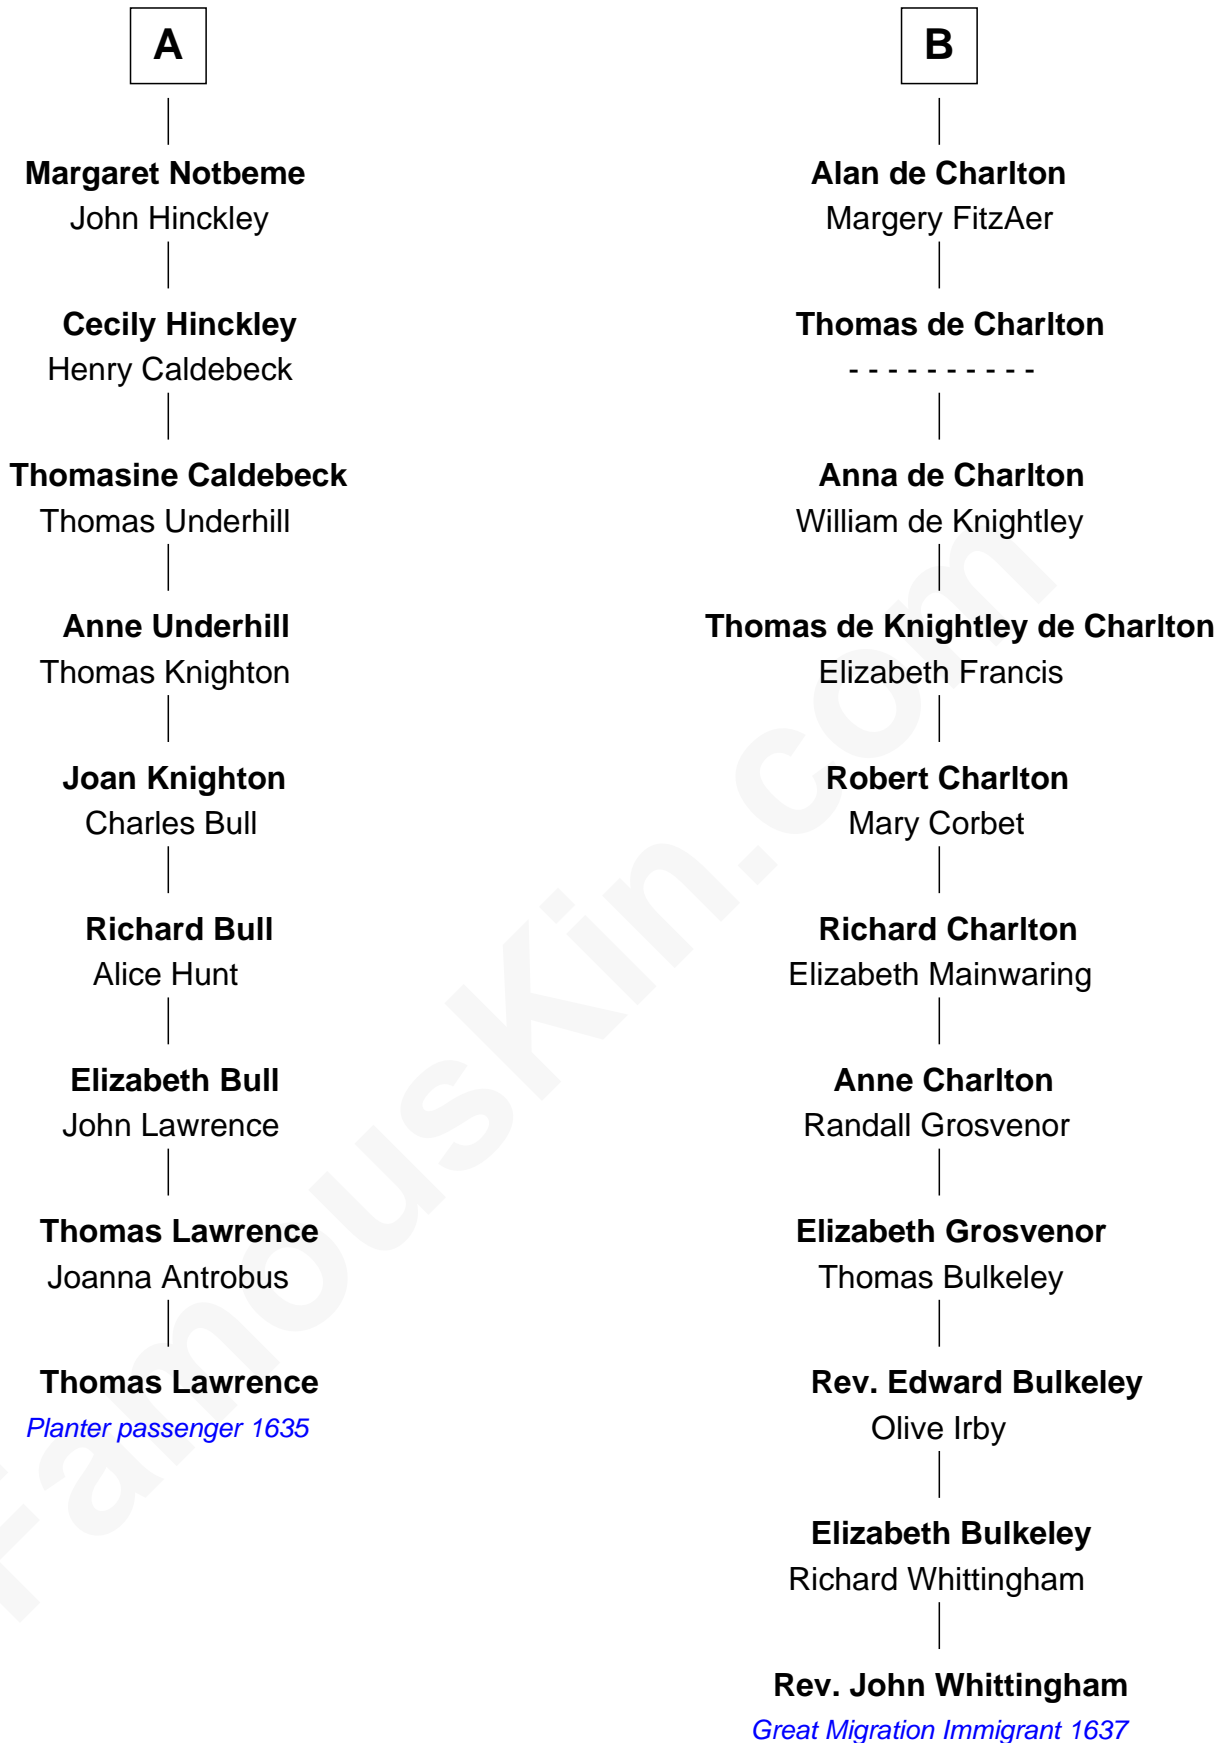 A
Margaret Notbeme
John Hinckley
Cecily Hinckley
Henry Caldebeck
Thomasine Caldebeck
Thomas Underhill
Anne Underhill
Thomas Knighton
Joan Knighton
Charles Bull
Richard Bull
Alice Hunt
Elizabeth Bull
John Lawrence
Thomas Lawrence
Joanna Antrobus
Thomas Lawrence
Planter passenger 1635
B
Alan de Charlton
Margery FitzAer
Thomas de Charlton
- - - - - - - - - -
Anna de Charlton
William de Knightley
Thomas de Knightley de Charlton
Elizabeth Francis
Robert Charlton
Mary Corbet
Richard Charlton
Elizabeth Mainwaring
Anne Charlton
Randall Grosvenor
Elizabeth Grosvenor
Thomas Bulkeley
Rev. Edward Bulkeley
Olive Irby
Elizabeth Bulkeley
Richard Whittingham
Rev. John Whittingham
Great Migration Immigrant 1637
FamousKin.com